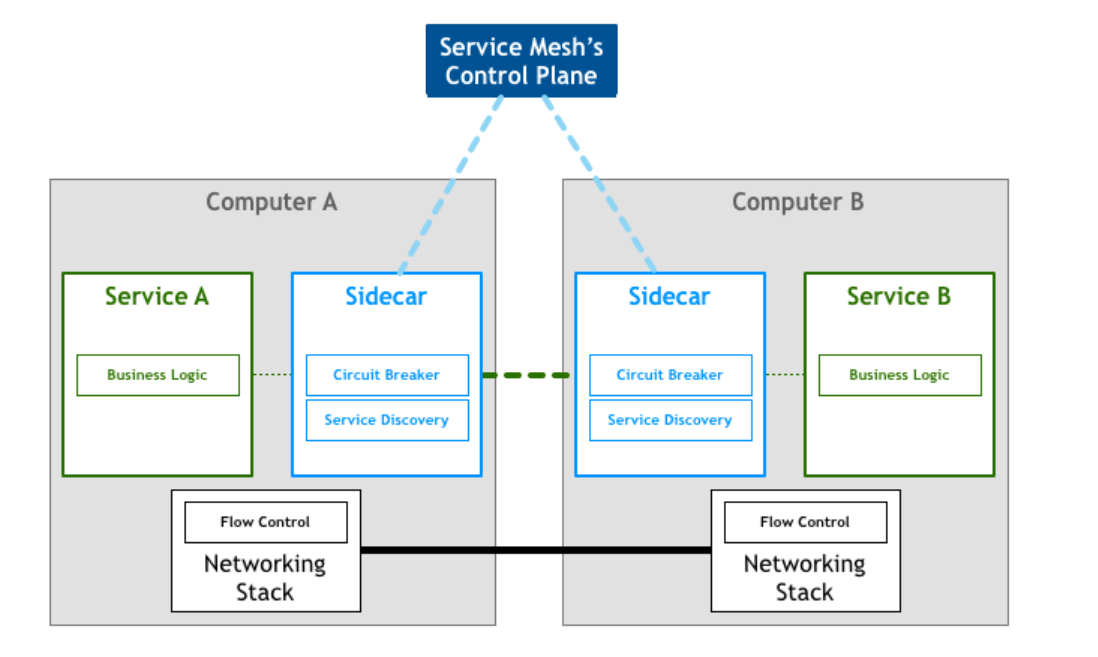 Service Mesh's
Control Plane
Computer A
Computer B
Service A
Sidecar
Sidecar
Service B
Business Logic
Circuit Breaker
Circuit Breaker
Business Logic
Service Discovery
Service Discovery
Flow Control
Networking
Stack
Flow Control
Networking
Stack